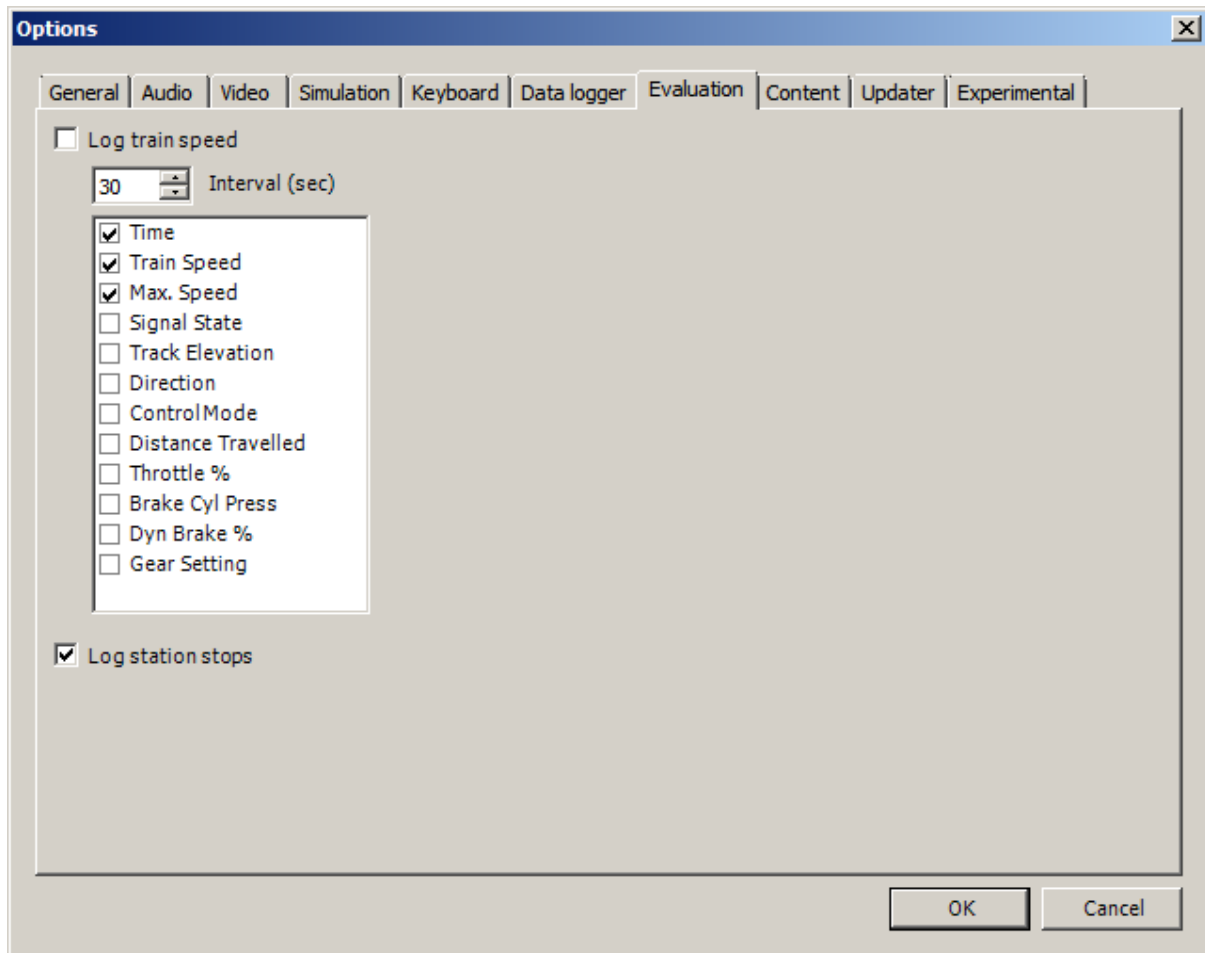 Options
General Audio Video Simulation Keyboard Data logger Evaluation Content Updater Experimental
Log train speed
30 Interval (sec)
Time
Train Speed
Max. Speed
Signal State
Track Elevation
Direction
ControlMode
Distance Travelled
Throttle %
Brake Cyl Press
Dyn Brake %
Gear Setting
Log station stops
OK Cancel